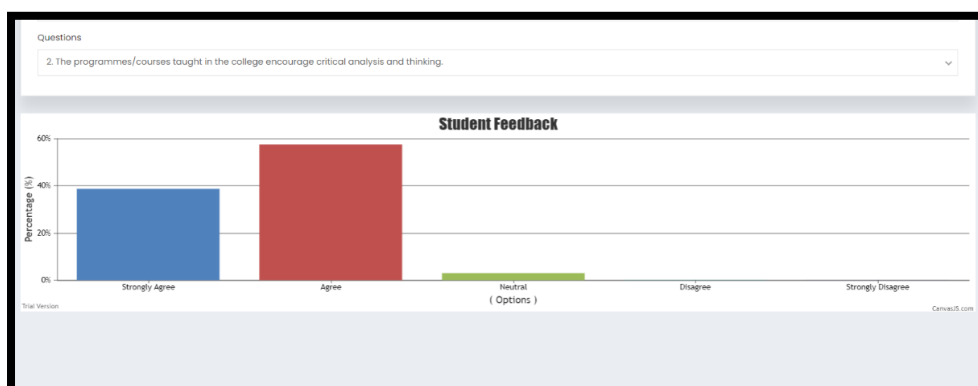 Questions
2. The programmes/courses taught in the college encourage critical analysis and thinking.
Student Feedback
Percentage (%)
60%
40%
20%
0%
Strongly Agree Agree Neutral Disagree Strongly Disagree
( Options )
Trial Version CanvasJS.com